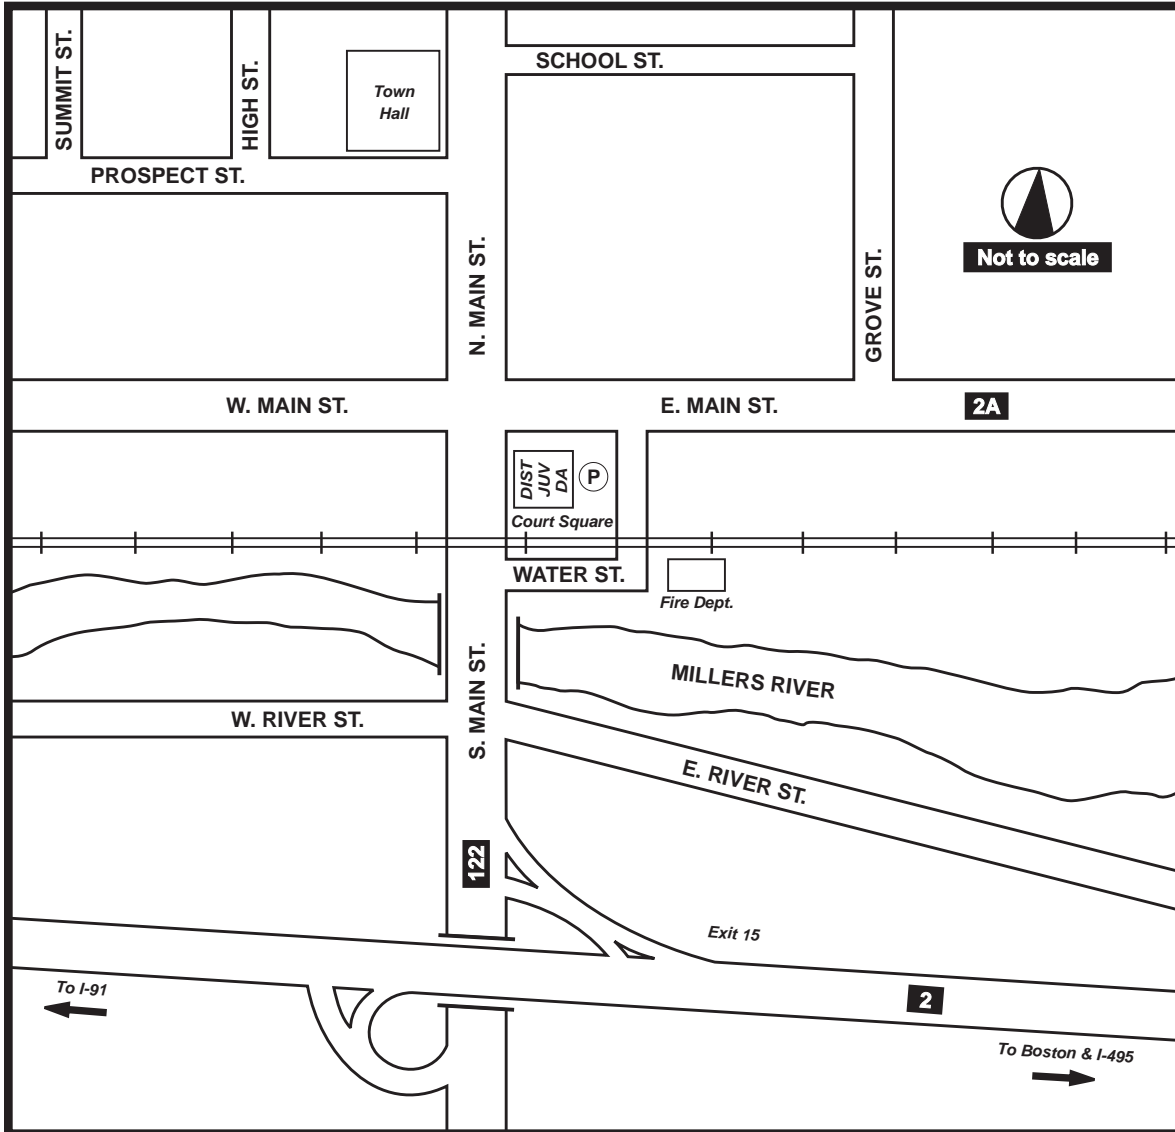 SUMMIT ST.
HIGH ST.
Town
Hall
SCHOOL ST.
PROSPECT ST.
N. MAIN ST.
GROVE ST.
Not to scale
W. MAIN ST.
E. MAIN ST.
2A
DIST
JUV
DA
P
Court Square
WATER ST.
Fire Dept.
MILLERS RIVER
S. MAIN ST.
W. RIVER ST.
E. RIVER ST.
122
Exit 15
To I-91
2
To Boston & I-495